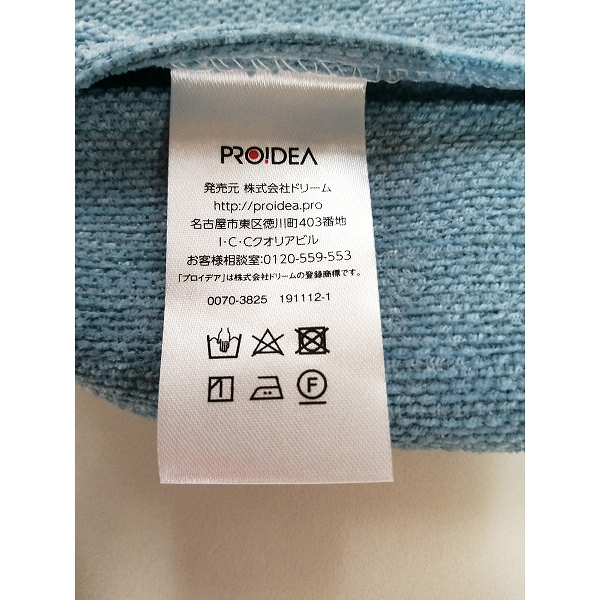 PROIDEA
発売元 株式会社ドリーム
http://proidea.pro
名古屋市東区徳川町403番地
I・C・Cクオリアビル
お客様相談室:0120-559-553
「プロイデア」は株式会社ドリームの登録商標です。
0070-3825 191112-1
F